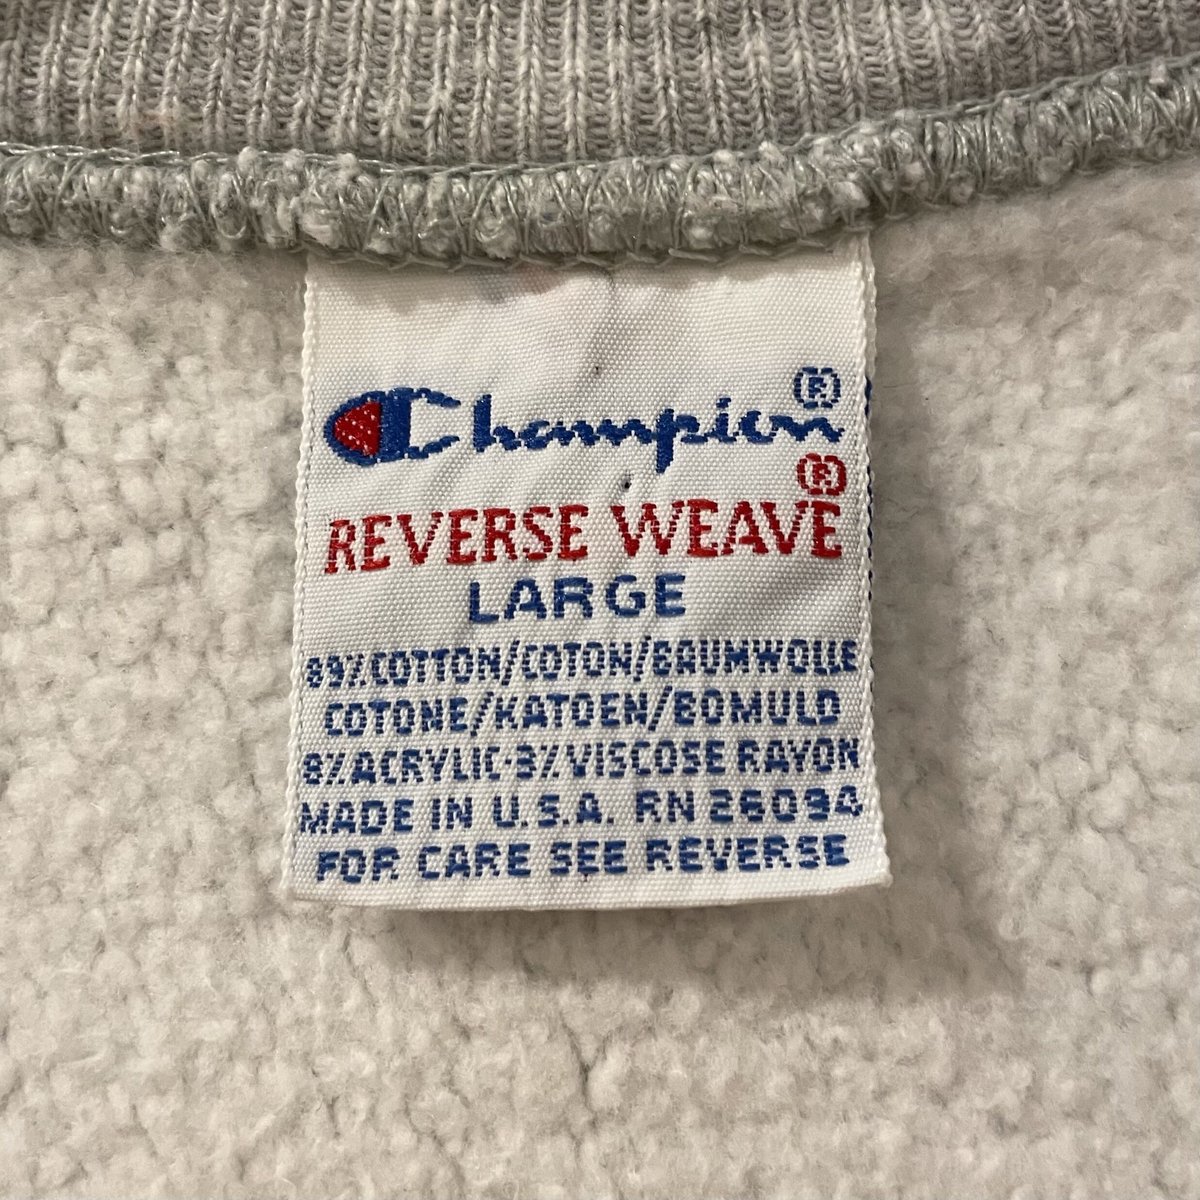 Champion®
REVERSE WEAVE®
LARGE
89%COTTON/COTON/BAUMWOLLE
COTONE/KATOEN/BOMULD
8%ACRYLIC-3%VISCOSE RAYON
MADE IN U.S.A. RN 26094
FOR CARE SEE REVERSE